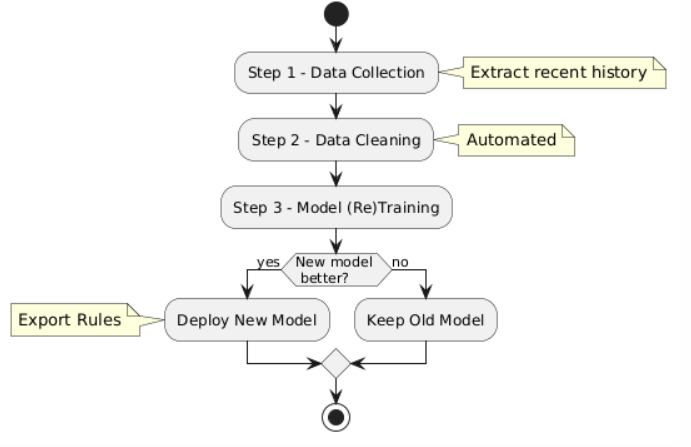 Step 1 - Data Collection
Extract recent history
Step 2 - Data Cleaning
Automated
Step 3 - Model (Re)Training
yes
New model
better?
no
Export Rules
Deploy New Model
Keep Old Model